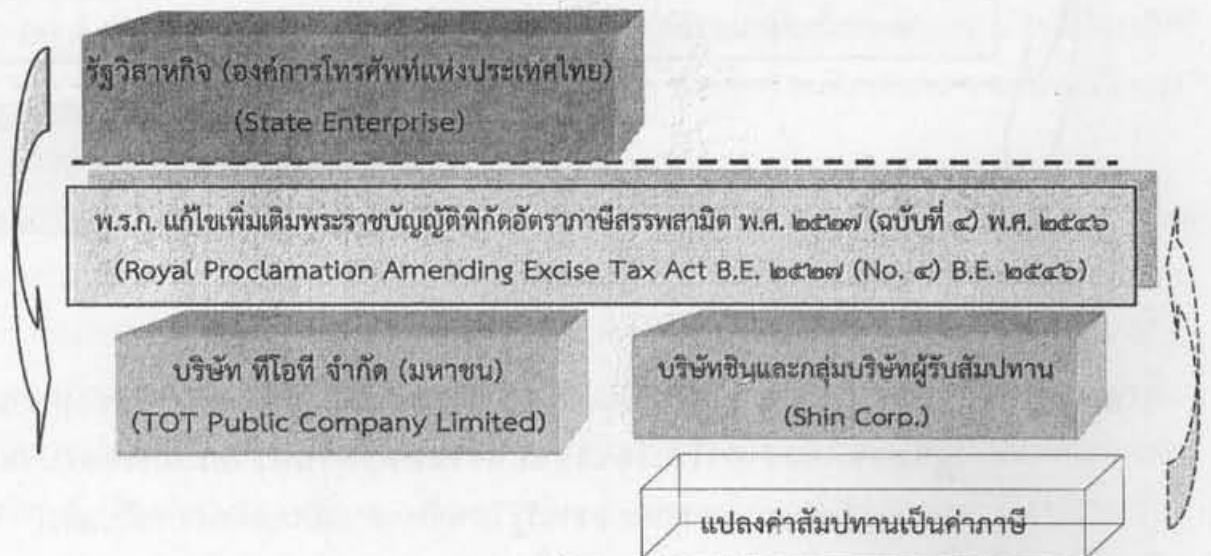 รัฐวิสาหกิจ (องค์การโทรศัพท์แห่งประเทศไทย)
(State Enterprise)
พ.ร.ก. แก้ไขเพิ่มเติมพระราชบัญญัติพิกัดอัตราภาษีสรรพสามิต พ.ศ. ๒๕๒๗ (ฉบับที่ ๔) พ.ศ. ๒๕๔๖
(Royal Proclamation Amending Excise Tax Act B.E. ๒๕๒๗ (No. ๔) B.E. ๒๕๔๖)
บริษัท ทีโอที จำกัด (มหาชน)
(TOT Public Company Limited)
บริษัทชินและกลุ่มบริษัทผู้รับสัมปทาน
(Shin Corp.)
แปลงค่าสัมปทานเป็นค่าภาษี